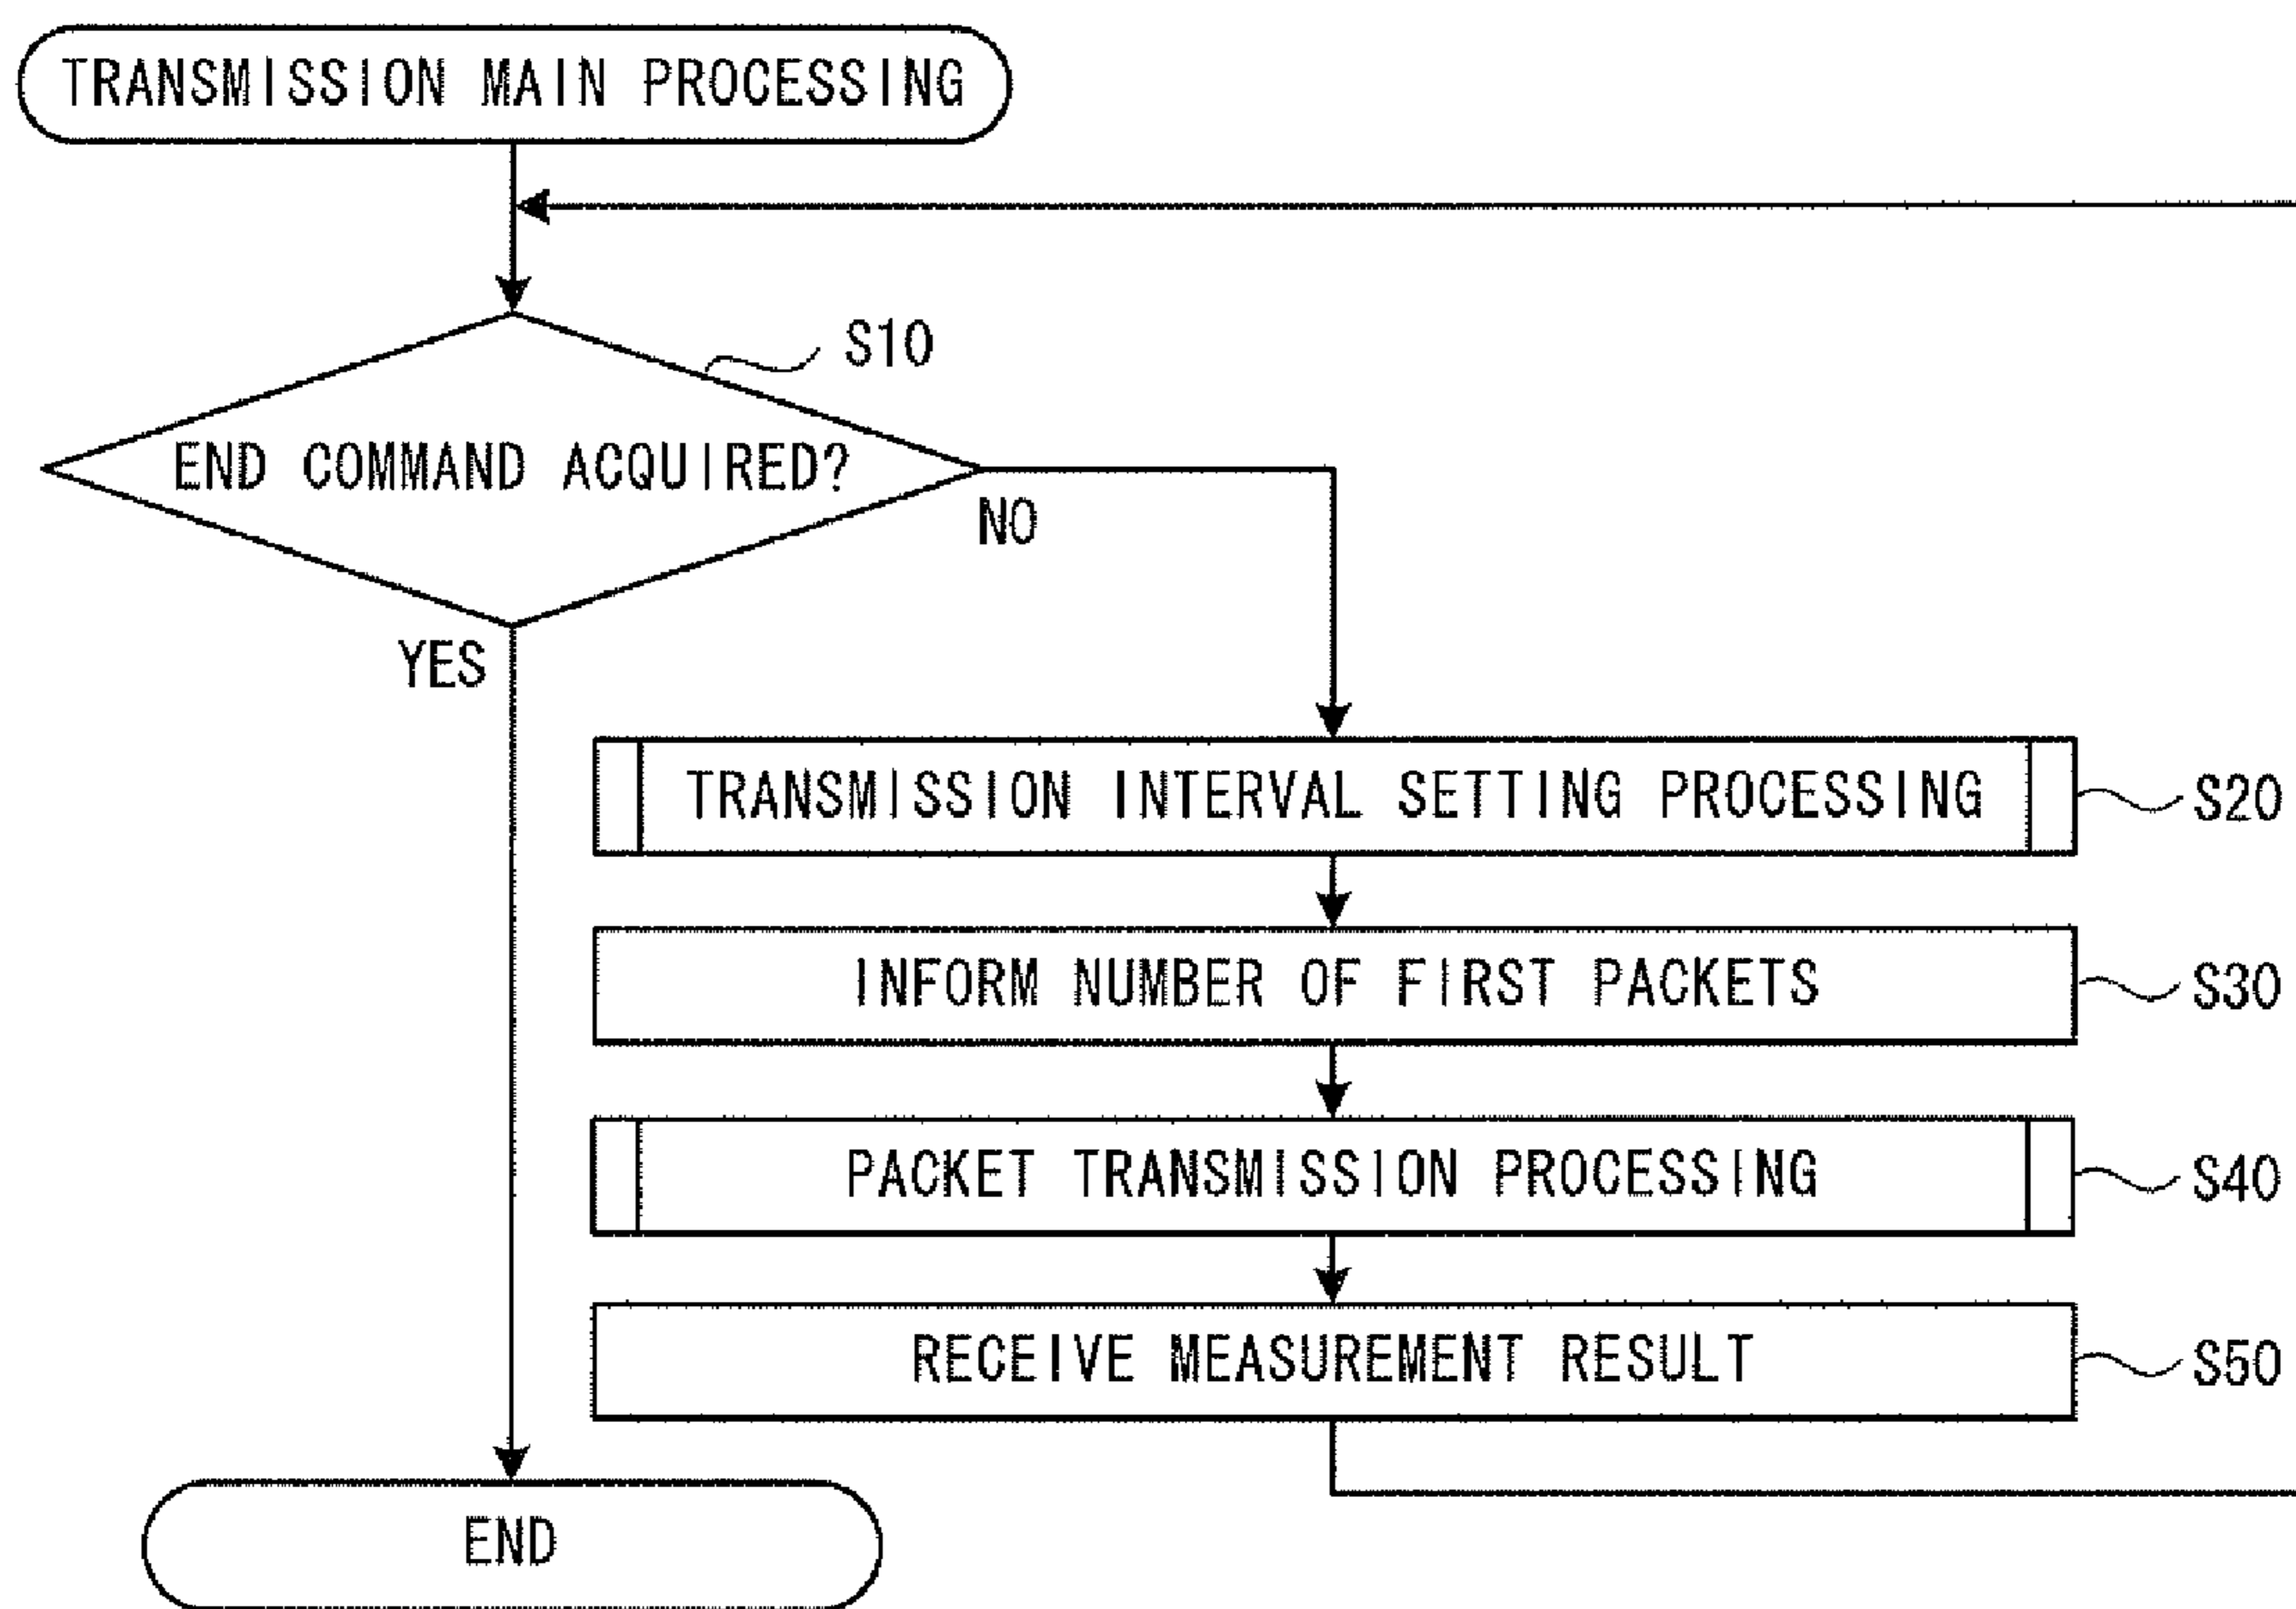 TRANSMISSION MAIN PROCESSING
S10
END COMMAND ACQUIRED?
NO
YES
TRANSMISSION INTERVAL SETTING PROCESSING
S20
INFORM NUMBER OF FIRST PACKETS
S30
PACKET TRANSMISSION PROCESSING
S40
RECEIVE MEASUREMENT RESULT
S50
END